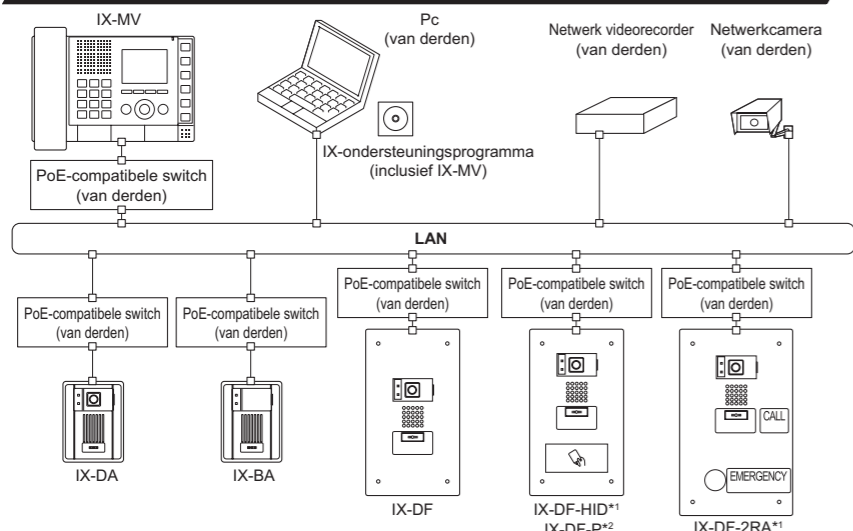 IX-MV
Pc
(van derden)
Netwerk videorecorder
(van derden)
Netwerkcamera
(van derden)
IX-ondersteuningsprogramma
(inclusief IX-MV)
PoE-compatibele switch
(van derden)
LAN
PoE-compatibele switch
(van derden)
PoE-compatibele switch
(van derden)
PoE-compatibele switch
(van derden)
PoE-compatibele switch
(van derden)
PoE-compatibele switch
(van derden)
CALL
EMERGENCY
IX-DA
IX-BA
IX-DF
IX-DF-HID*1
IX-DF-P*2
IX-DF-2RA*1